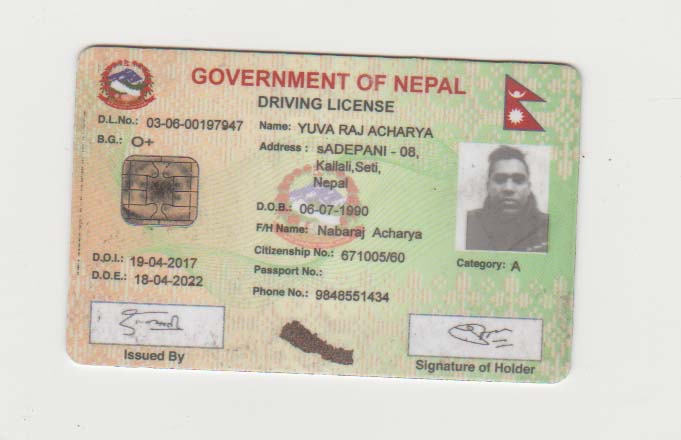 GOVERNMENT OF NEPAL
DRIVING LICENSE
D.L.No.: 03-06-00197947
Name: YUVA RAJ ACHARYA
B.G.: O+
Address : sADEPANI - 08,
Kailali,Seti,
Nepal
D.O.B.: 06-07-1990
F/H Name: Nabaraj Acharya
D.O.I.: 19-04-2017
Citizenship No.: 671005/60
Category: A
D.O.E.: 18-04-2022
Passport No.:
Phone No.: 9848551434
Issued By
Signature of Holder